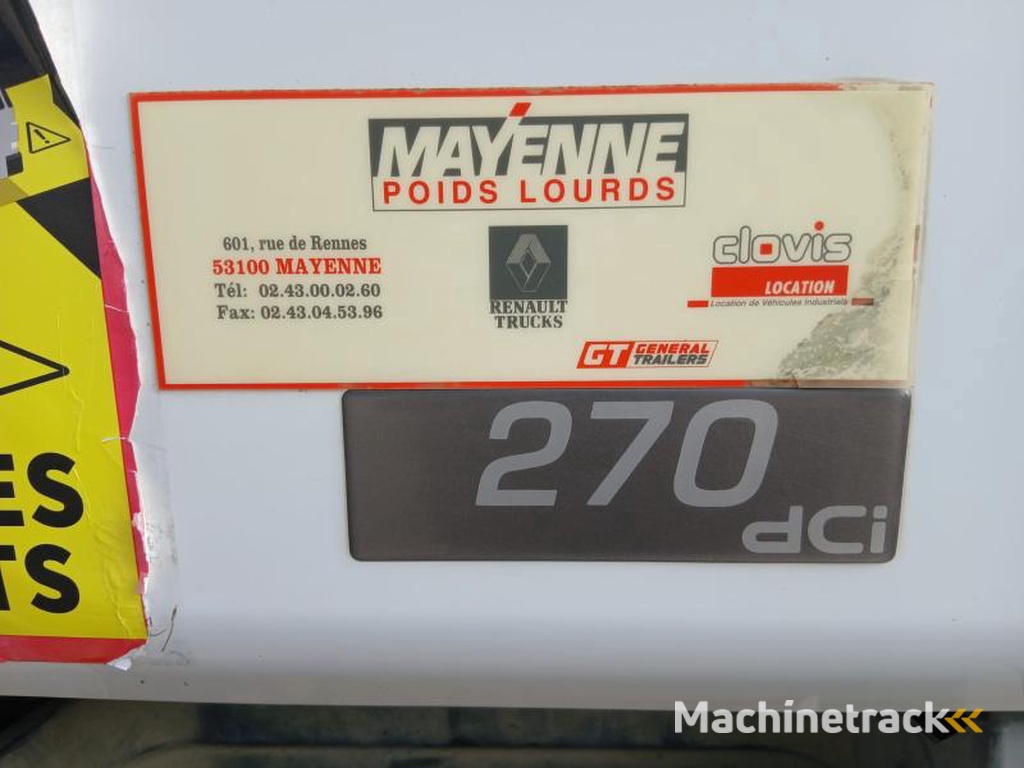 MAYENNE
POIDS LOURDS
601, rue de Rennes
53100 MAYENNE
Tél: 02.43.00.02.60
Fax: 02.43.04.53.96
RENAULT
TRUCKS
clovis
LOCATION
Location de Véhicules Industriels
GT GENERAL
TRAILERS
270
dCi
ES
TS
Machinetrack